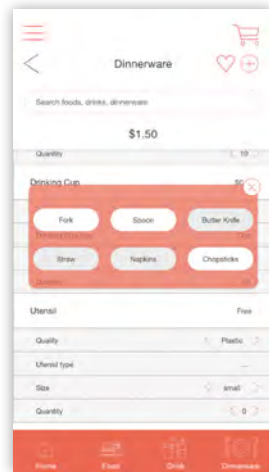 Dinnerware
Search foods, drinks, dinnerware
$1.50
Quantity 10
Drinking Cup
Fork Spoon Butter Knife
Straw Napkins Chopsticks
Utensil Free
Quality Plastic
Utensil type ...
Size small
Quantity 0
Home Food Drink Dinnerware